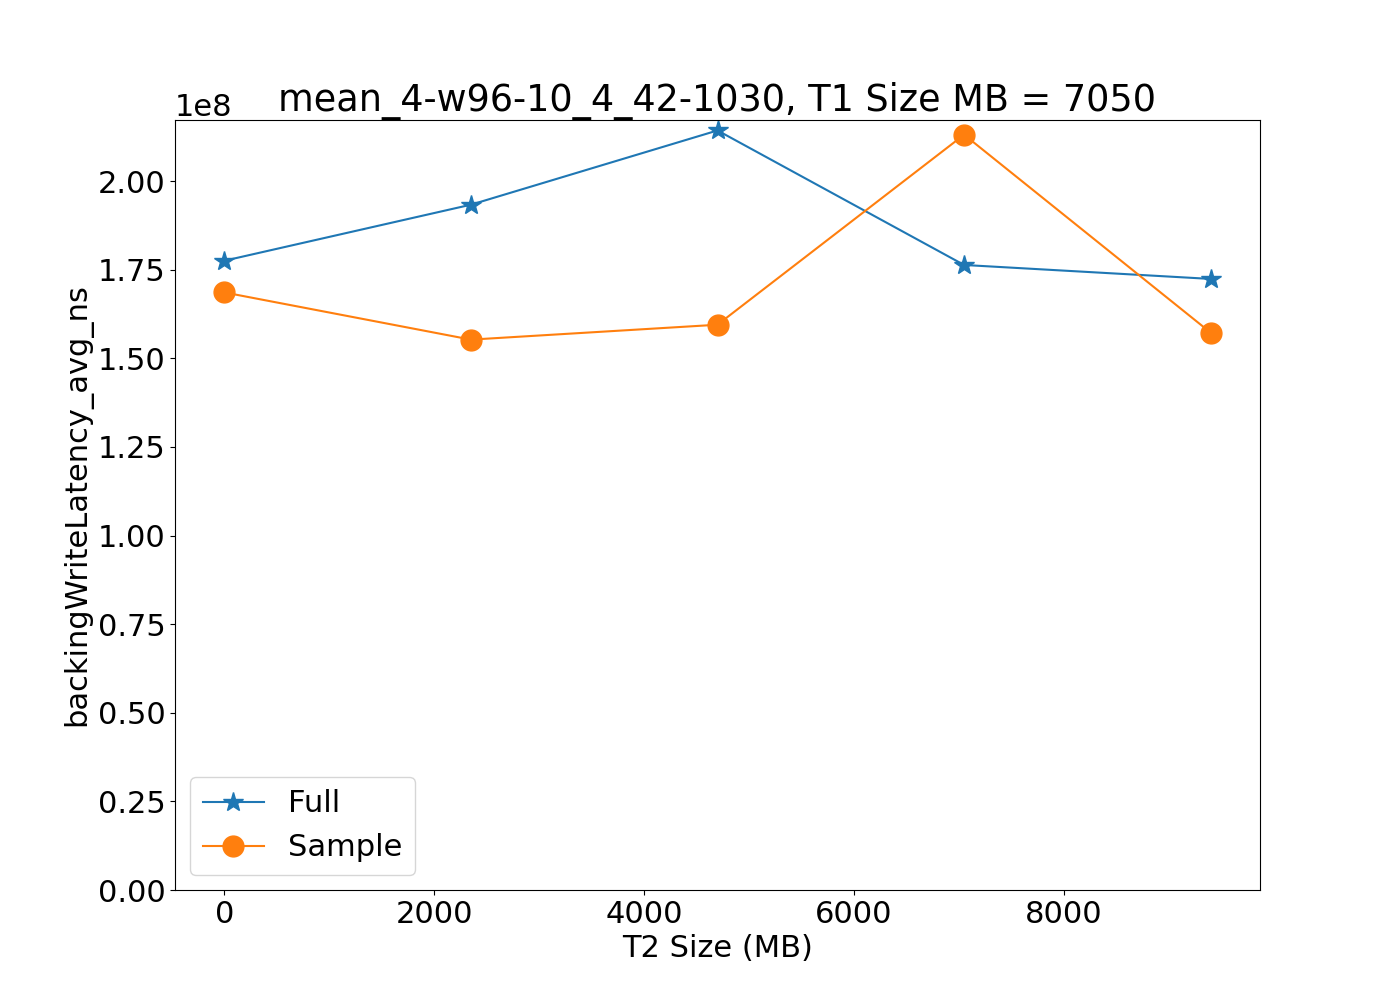 mean_4-w96-10_4_42-1030, T1 Size MB = 7050
1e8
2.00
1.75
1.50
1.25
1.00
0.75
0.50
0.25
0.00
backingWriteLatency_avg_ns
Full
Sample
0 2000 4000 6000 8000
T2 Size (MB)